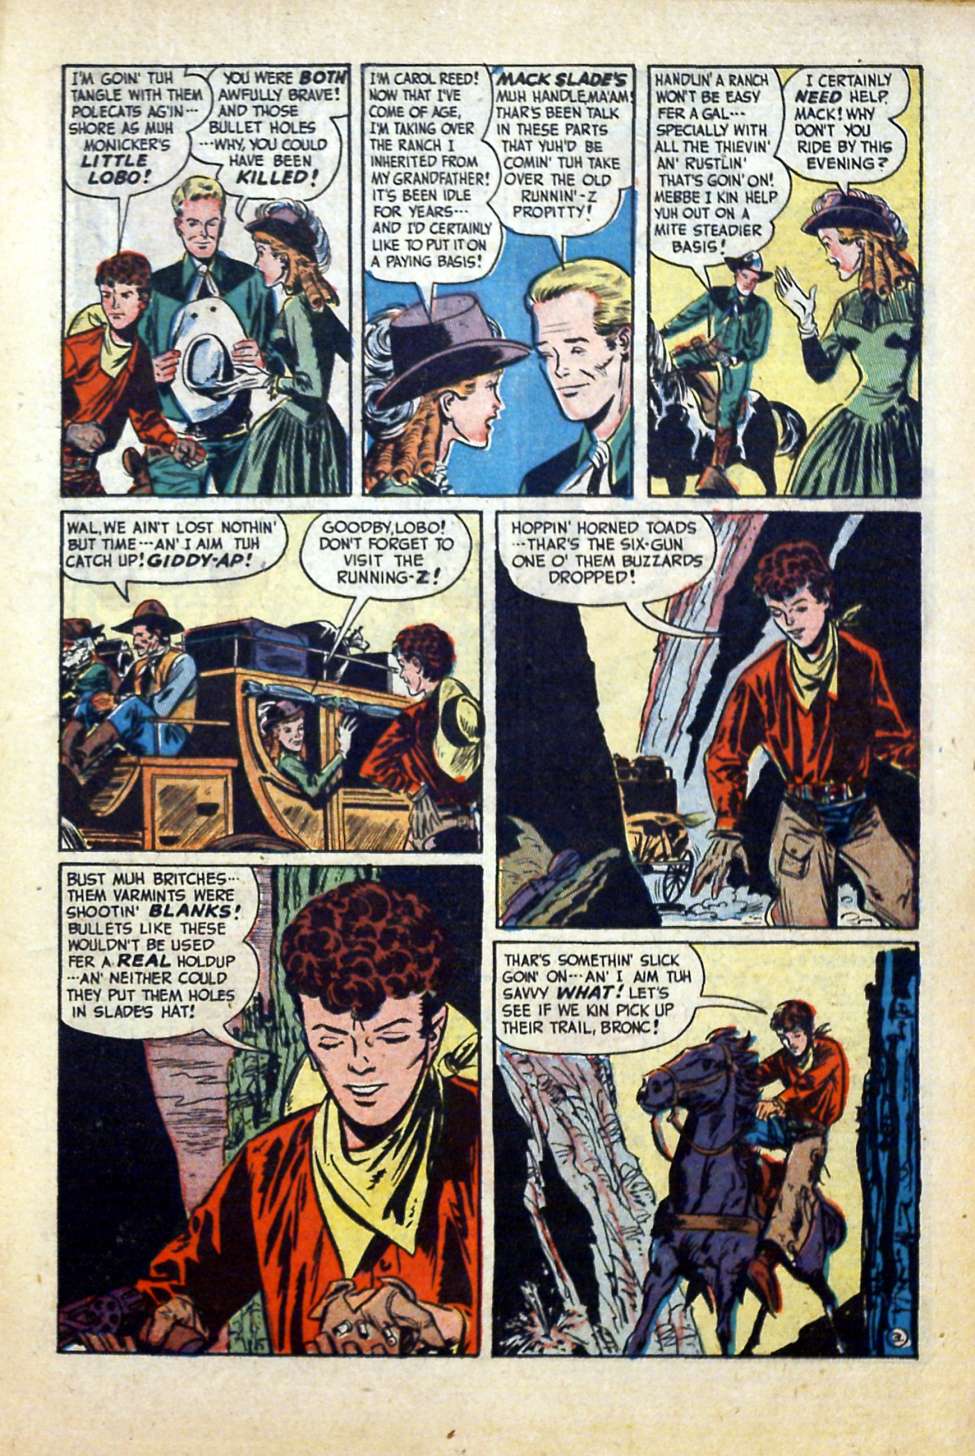 I'M GOIN' TUH
TANGLE WITH THEM
POLECATS AG'IN---
SHORE AS MUH
MONICKER'S
LITTLE
LOBO!
YOU WERE BOTH
AWFULLY BRAVE!
AND THOSE
BULLET HOLES
---WHY, YOU COULD
HAVE BEEN
KILLED!
I'M CAROL REED!
NOW THAT I'VE
COME OF AGE,
I'M TAKING OVER
THE RANCH I
INHERITED FROM
MY GRANDFATHER!
IT'S BEEN IDLE
FOR YEARS---
AND I'D CERTAINLY
LIKE TO PUT IT ON
A PAYING BASIS!
MACK SLADE'S
MUH HANDLE, MA'AM!
THAR'S BEEN TALK
IN THESE PARTS
THAT YUH'D BE
COMIN' TUH TAKE
OVER THE OLD
RUNNIN'-Z
PROPITTY!
HANDLIN' A RANCH
WON'T BE EASY
FER A GAL---
SPECIALLY WITH
ALL THE THIEVIN'
AN' RUSTLIN'
THAT'S GOIN' ON!
MEBBE I KIN HELP
YUH OUT ON A
MITE STEADIER
BASIS!
I CERTAINLY
NEED HELP,
MACK! WHY
DON'T YOU
RIDE BY THIS
EVENING?
WAL, WE AIN'T LOST NOTHIN'
BUT TIME---AN' I AIM TUH
CATCH UP! GIDDY-AP!
GOODBY, LOBO!
DON'T FORGET TO
VISIT THE
RUNNING-Z!
HOPPIN' HORNED TOADS
---THAR'S THE SIX-GUN
ONE O' THEM BUZZARDS
DROPPED!
BUST MUH BRITCHES---
THEM VARMINTS WERE
SHOOTIN' BLANKS!
BULLETS LIKE THESE
WOULDN'T BE USED
FER A REAL HOLDUP
---AN' NEITHER COULD
THEY PUT THEM HOLES
IN SLADE'S HAT!
THAR'S SOMETHIN' SLICK
GOIN' ON---AN' I AIM TUH
SAVVY WHAT! LET'S
SEE IF WE KIN PICK UP
THEIR TRAIL, BRONC!
3